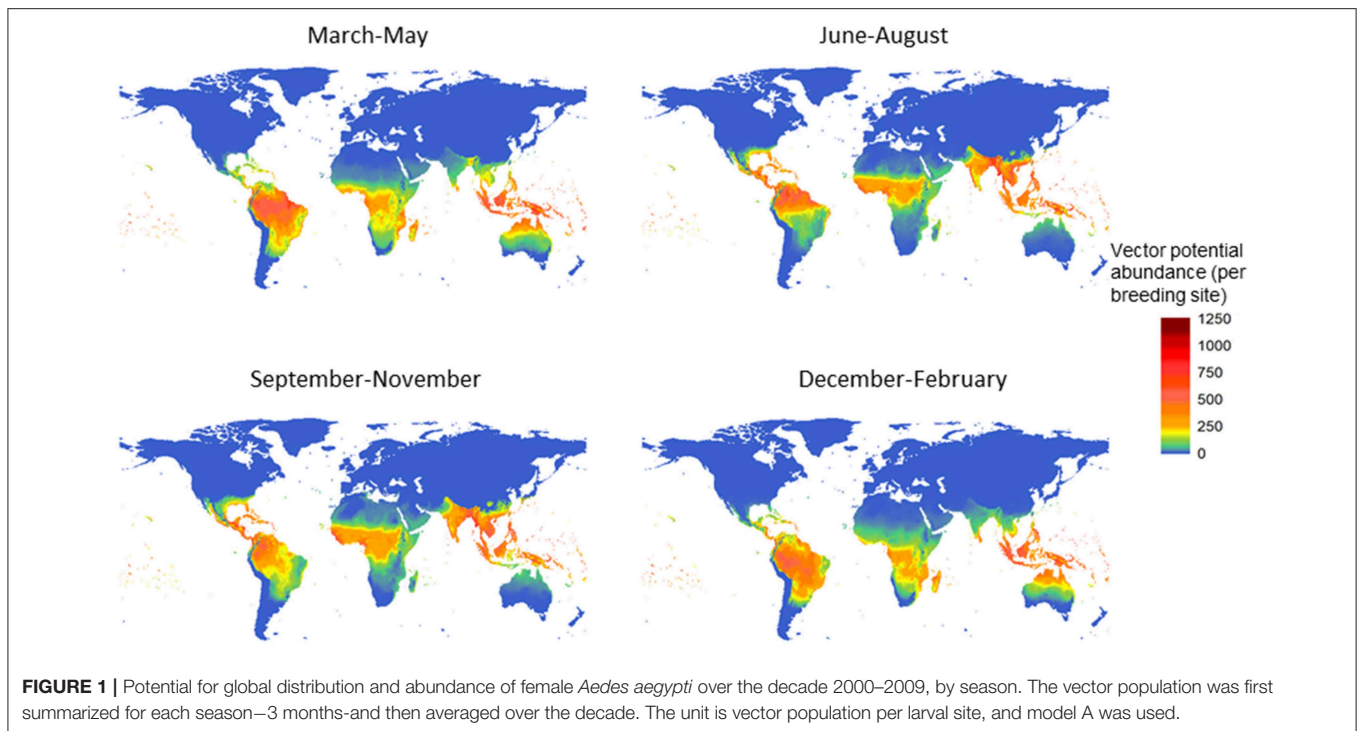 March-May
June-August
Vector potential
abundance (per
breeding site)
1250
1000
750
500
250
0
September-November
December-February
FIGURE 1 | Potential for global distribution and abundance of female Aedes aegypti over the decade 2000–2009, by season. The vector population was first
summarized for each season—3 months-and then averaged over the decade. The unit is vector population per larval site, and model A was used.